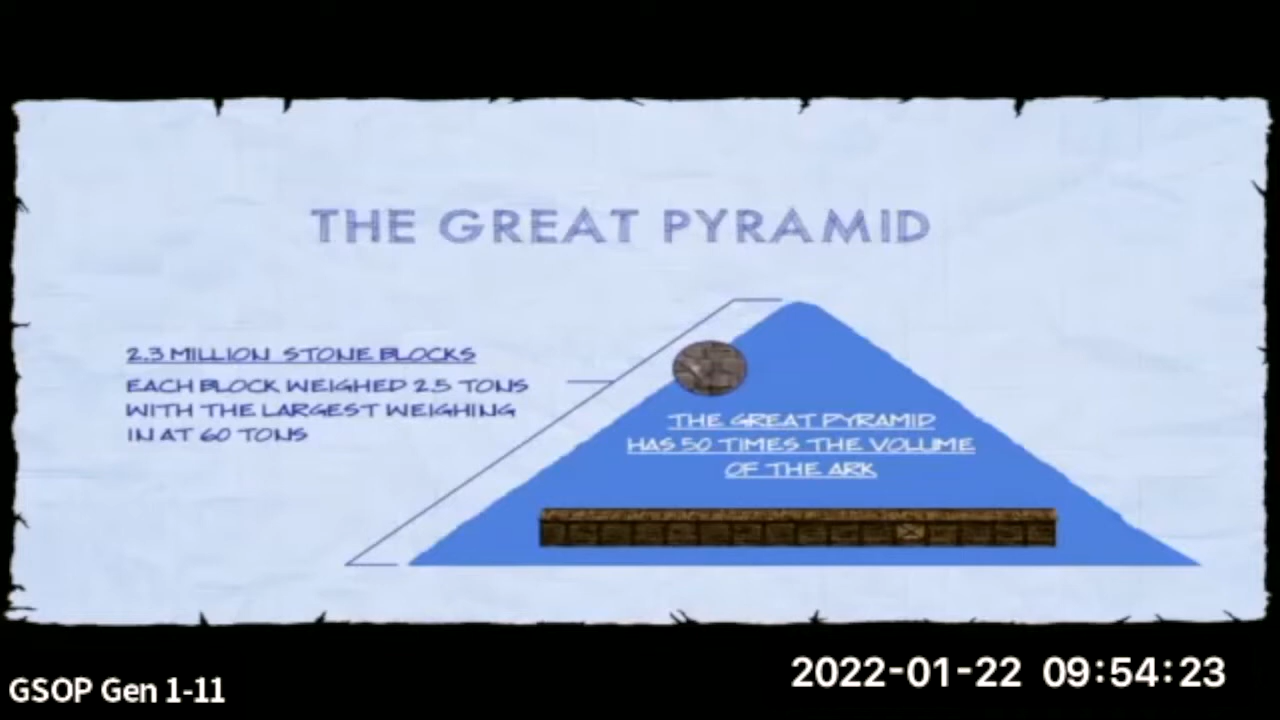 THE GREAT PYRAMID
2.3 MILLION STONE BLOCKS
EACH BLOCK WEIGHED 2.5 TONS
WITH THE LARGEST WEIGHING
IN AT 60 TONS
THE GREAT PYRAMID
HAS 50 TIMES THE VOLUME
OF THE ARK
GSOP Gen 1-11
2022-01-22 09:54:23